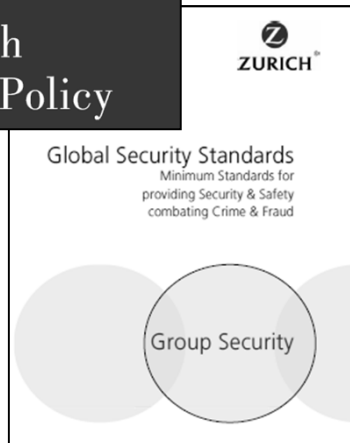 h
Policy
ZURICH®
Global Security Standards
Minimum Standards for
providing Security & Safety
combating Crime & Fraud
Group Security